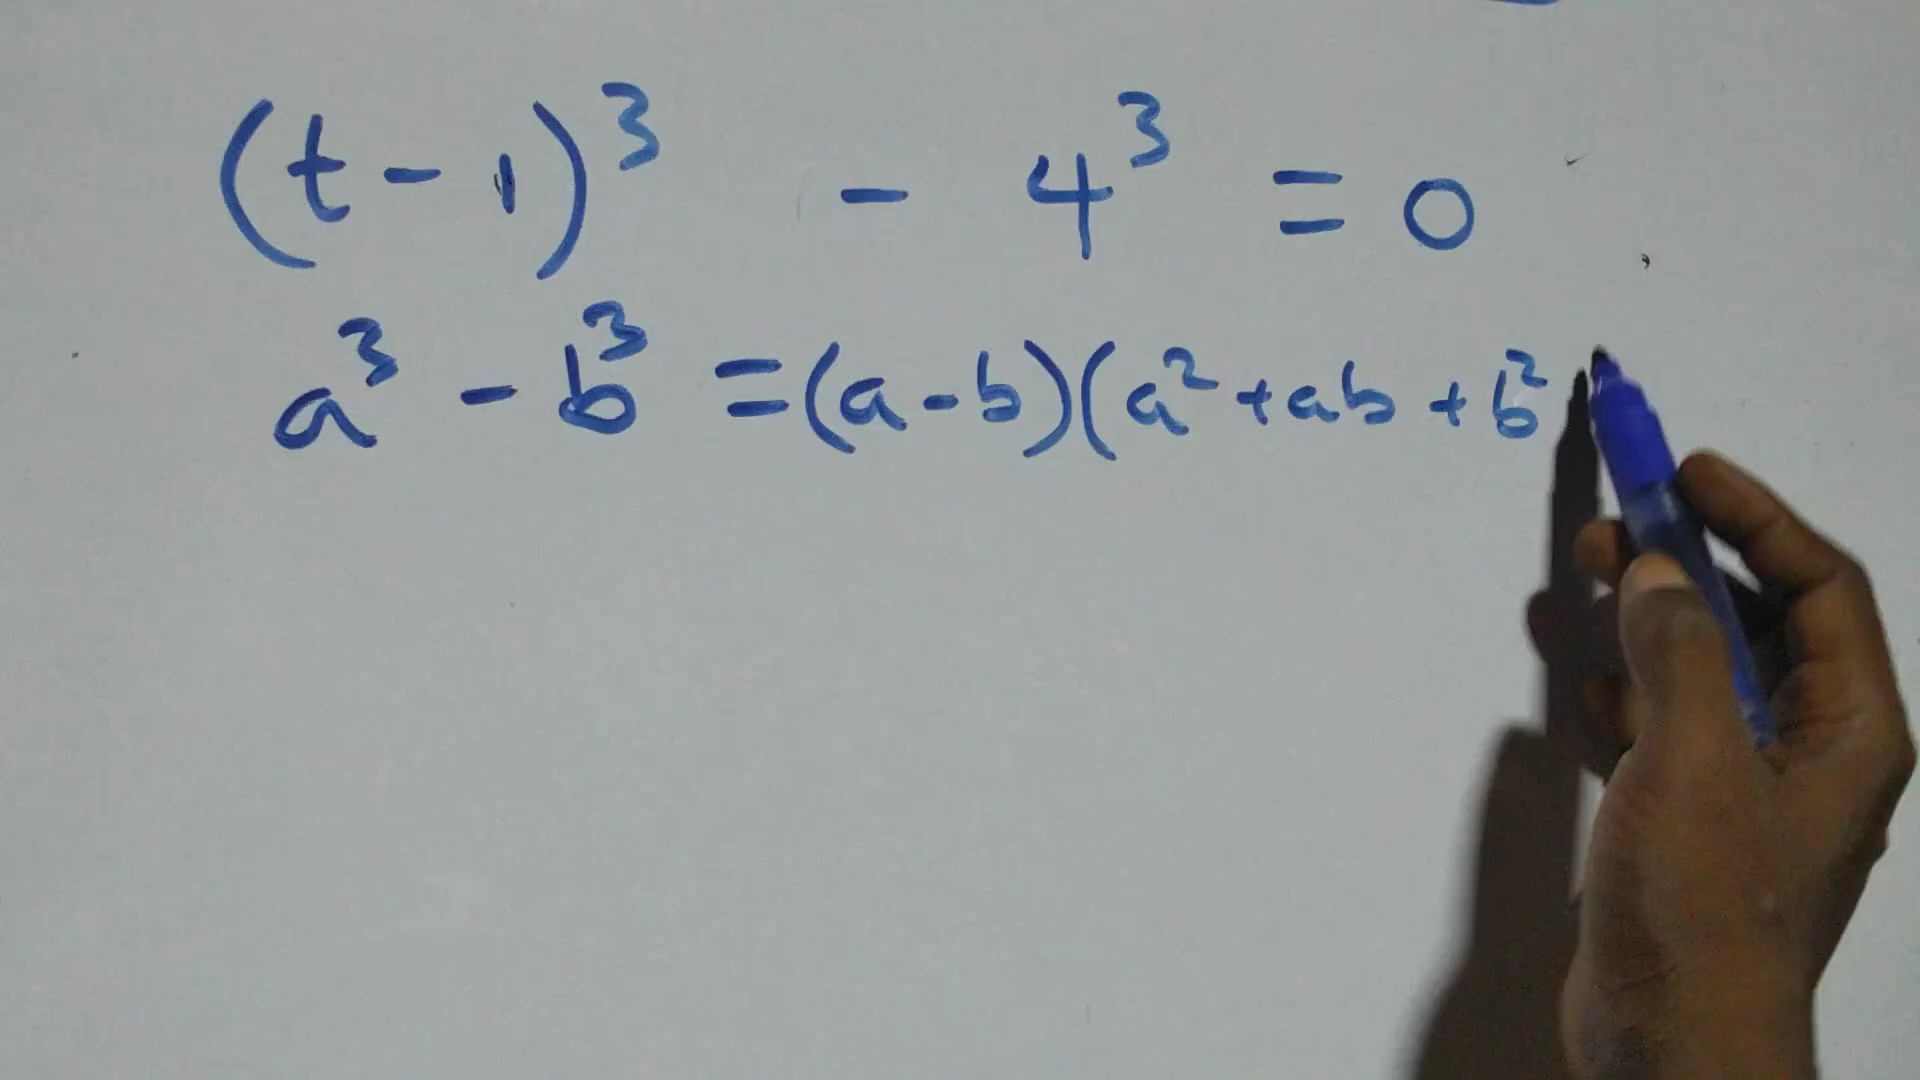 (t - 1)³ - 4³ = 0
a³ - b³ = (a - b)(a² + ab + b²